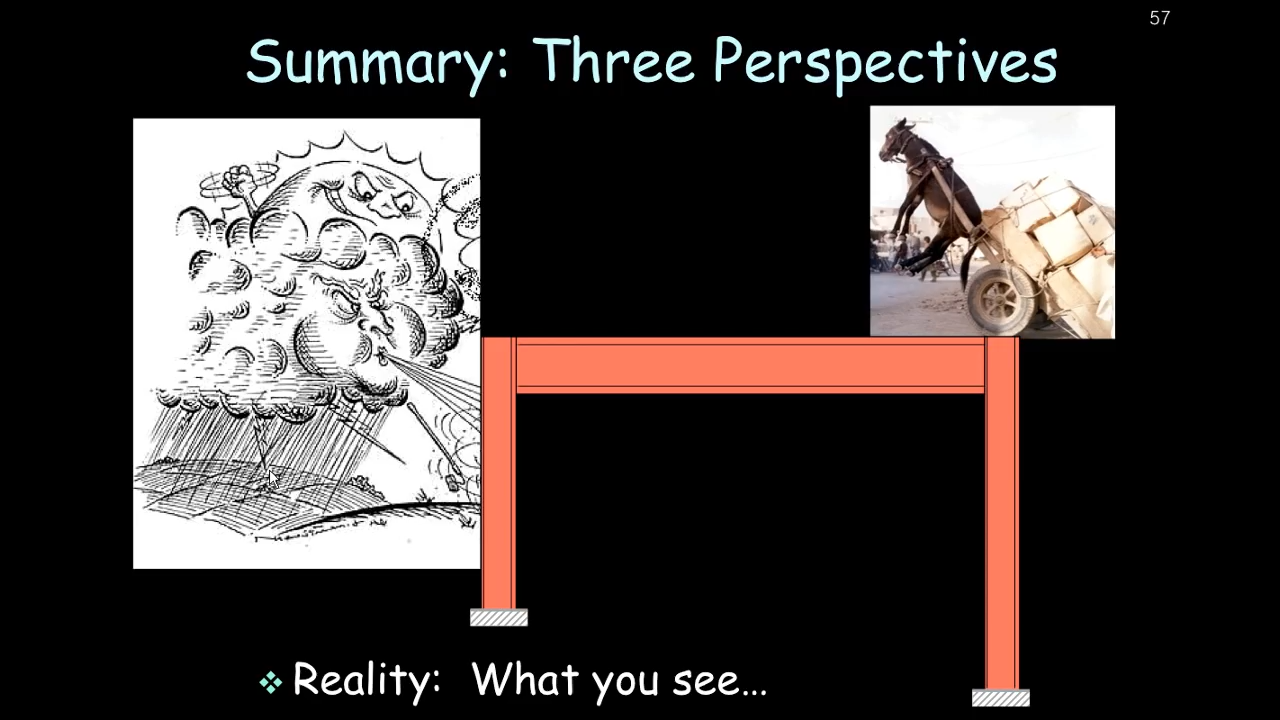 57
Summary: Three Perspectives
❖ Reality: What you see...